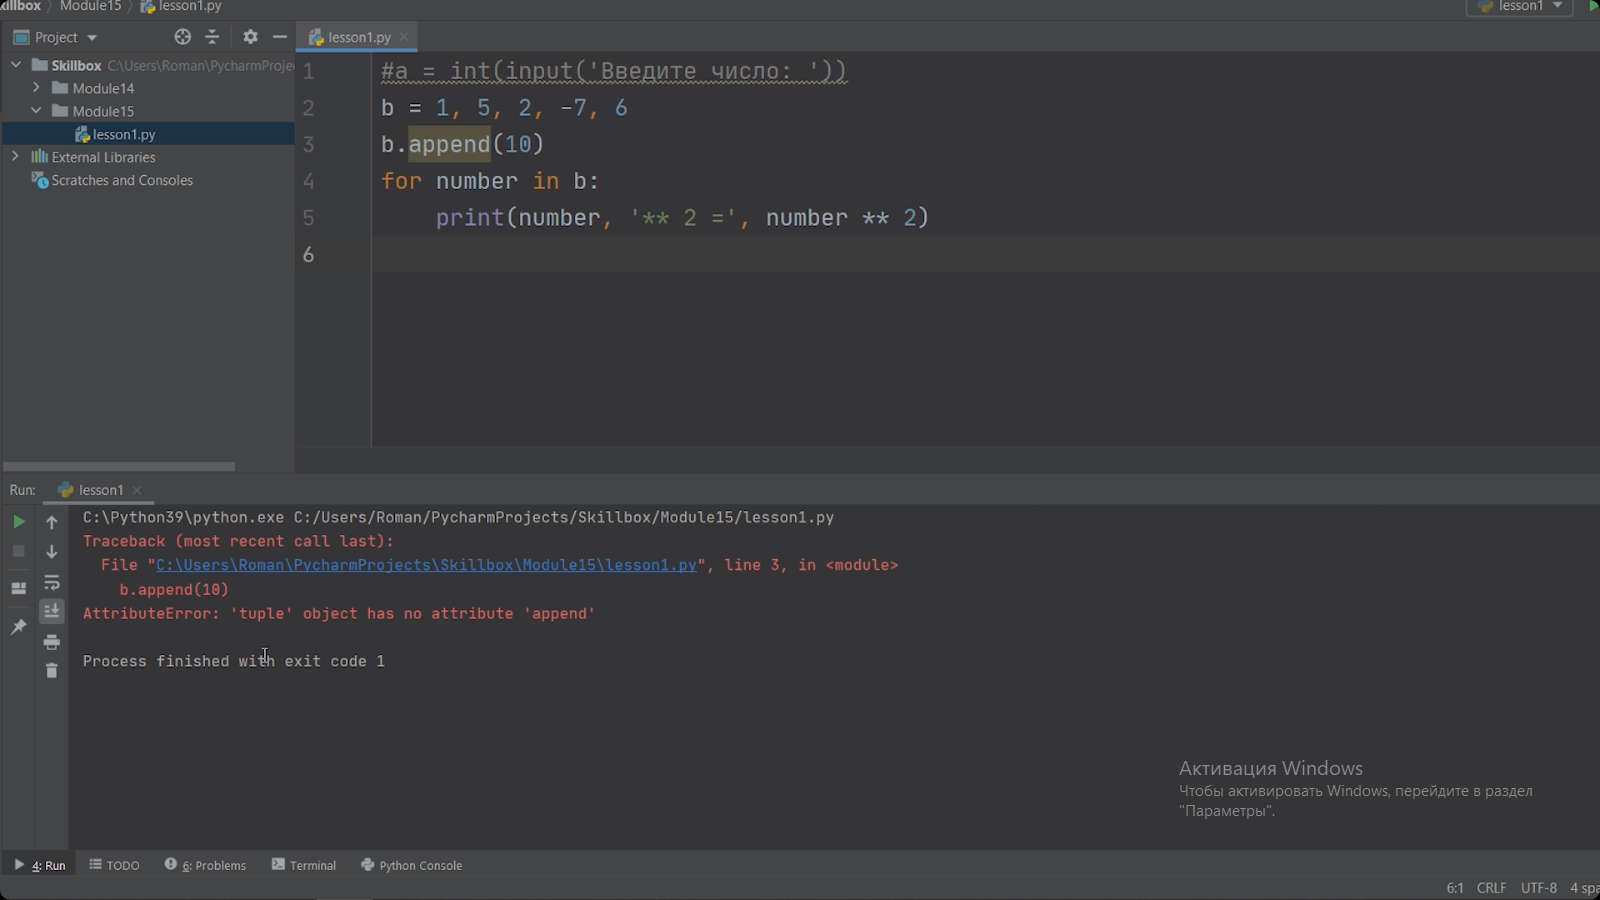 Module15 lesson1.py
lesson1
Project
lesson1.py
Skillbox C:\Users\Roman\PycharmProje
Module14
Module15
lesson1.py
External Libraries
Scratches and Consoles
1 #a = int(input('Введите число: '))
2 b = 1, 5, 2, -7, 6
3 b.append(10)
4 for number in b:
5 print(number, '** 2 =', number ** 2)
6
Run: lesson1
C:\Python39\python.exe C:/Users/Roman/PycharmProjects/Skillbox/Module15/lesson1.py
Traceback (most recent call last):
File "C:\Users\Roman\PycharmProjects\Skillbox\Module15\lesson1.py", line 3, in <module>
b.append(10)
AttributeError: 'tuple' object has no attribute 'append'
Process finished with exit code 1
Активация Windows
Чтобы активировать Windows, перейдите в раздел
"Параметры".
4: Run TODO 6: Problems Terminal Python Console
6:1 CRLF UTF-8 4 spa